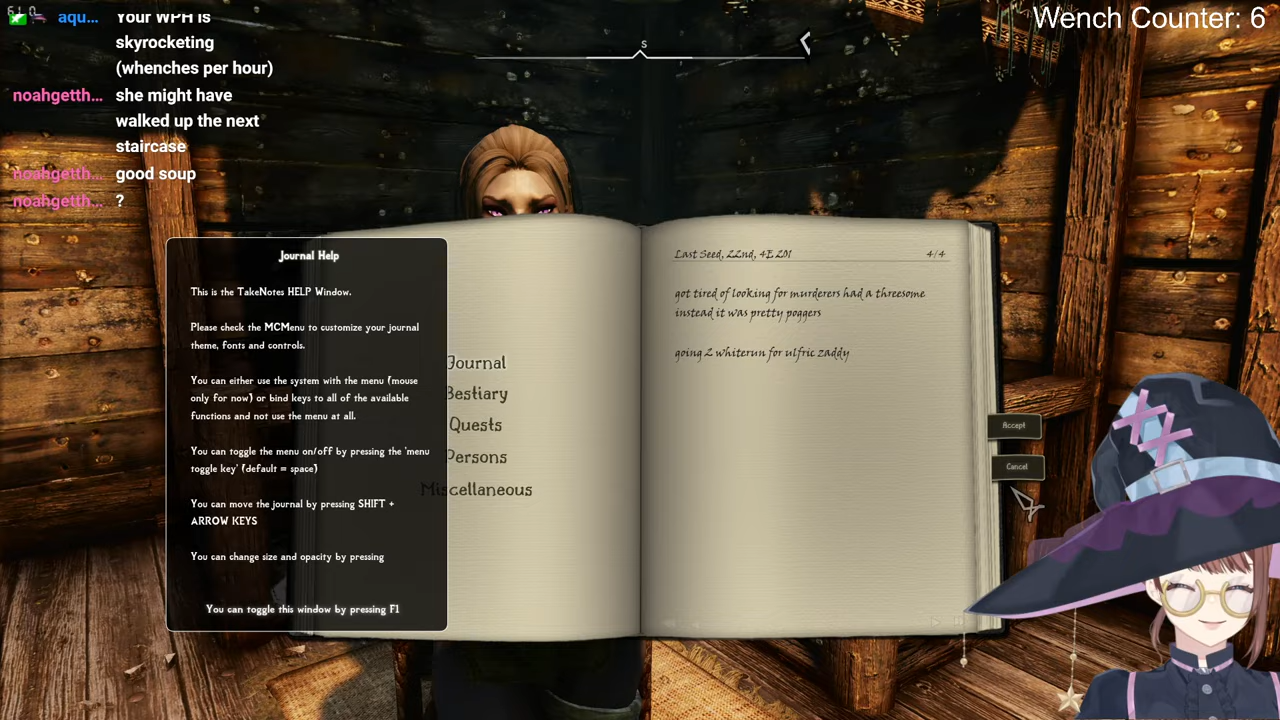 Wench Counter: 6
aqu... Your WPH is
skyrocketing
(whenches per hour)
noahgetth... she might have
walked up the next
staircase
noahgetth... good soup
noahgetth... ?
S
Journal Help
This is the TakeNotes HELP Window.
Please check the MCMenu to customize your journal
theme, fonts and controls.
You can either use the system with the menu (mouse
only for now) or bind keys to all of the available
functions and not use the menu at all.
You can toggle the menu on/off by pressing the 'menu
toggle key' (default = space)
You can move the journal by pressing SHIFT +
ARROW KEYS
You can change size and opacity by pressing
You can toggle this window by pressing F1
Journal
Bestiary
Quests
Persons
Miscellaneous
Last Seed, 22nd, 4E 201 4/4
got tired of looking for murderers had a threesome
instead it was pretty poggers
going 2 whiterun for ulfric zaddy
Accept
Cancel